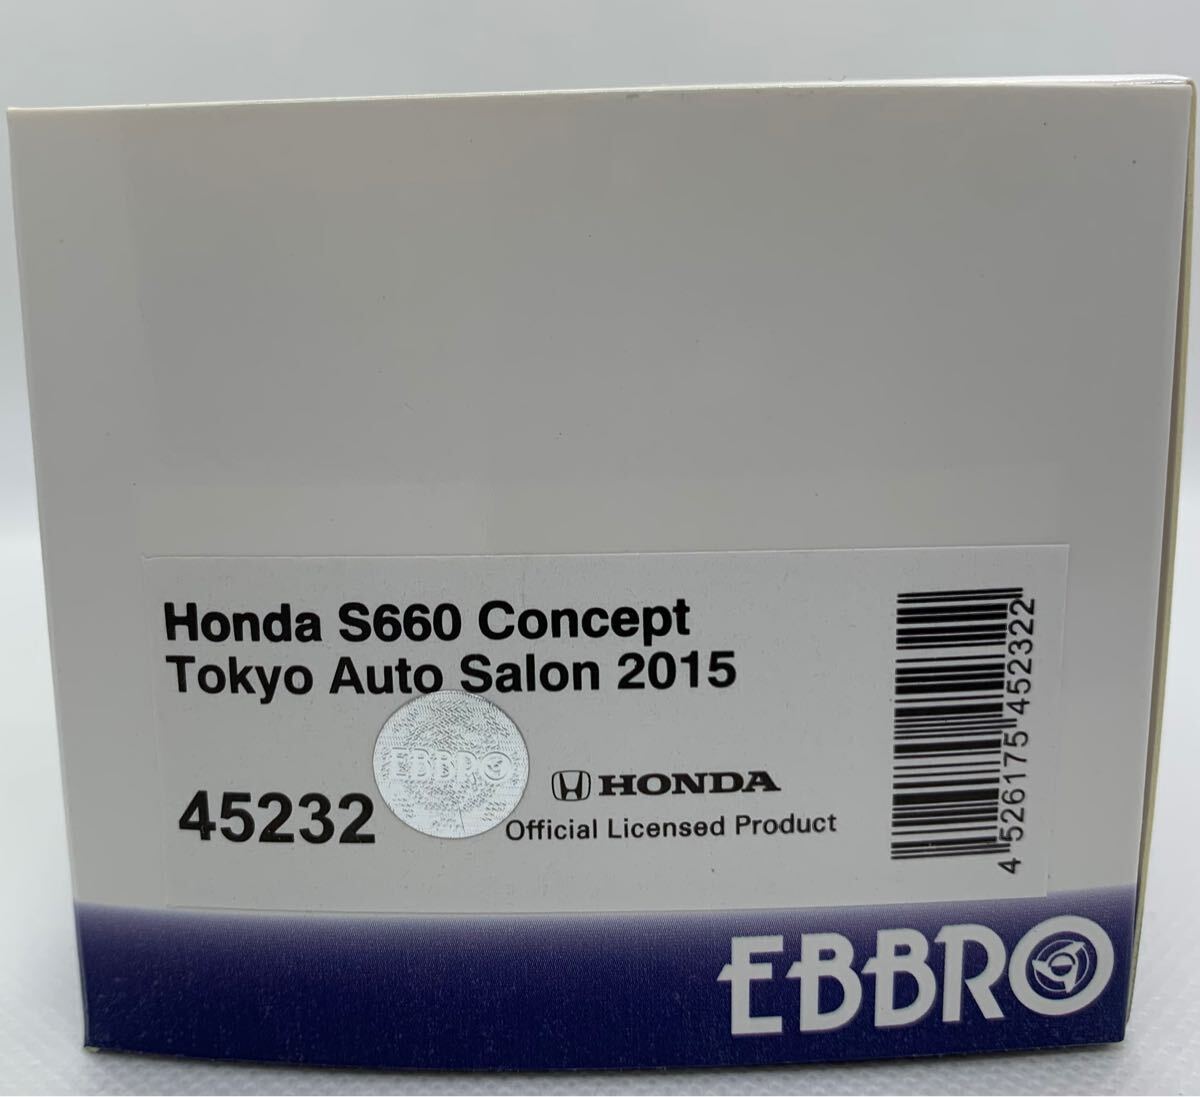 Honda S660 Concept
Tokyo Auto Salon 2015
EBBRO
45232
HONDA
Official Licensed Product
4 526175 452322
EBBRO